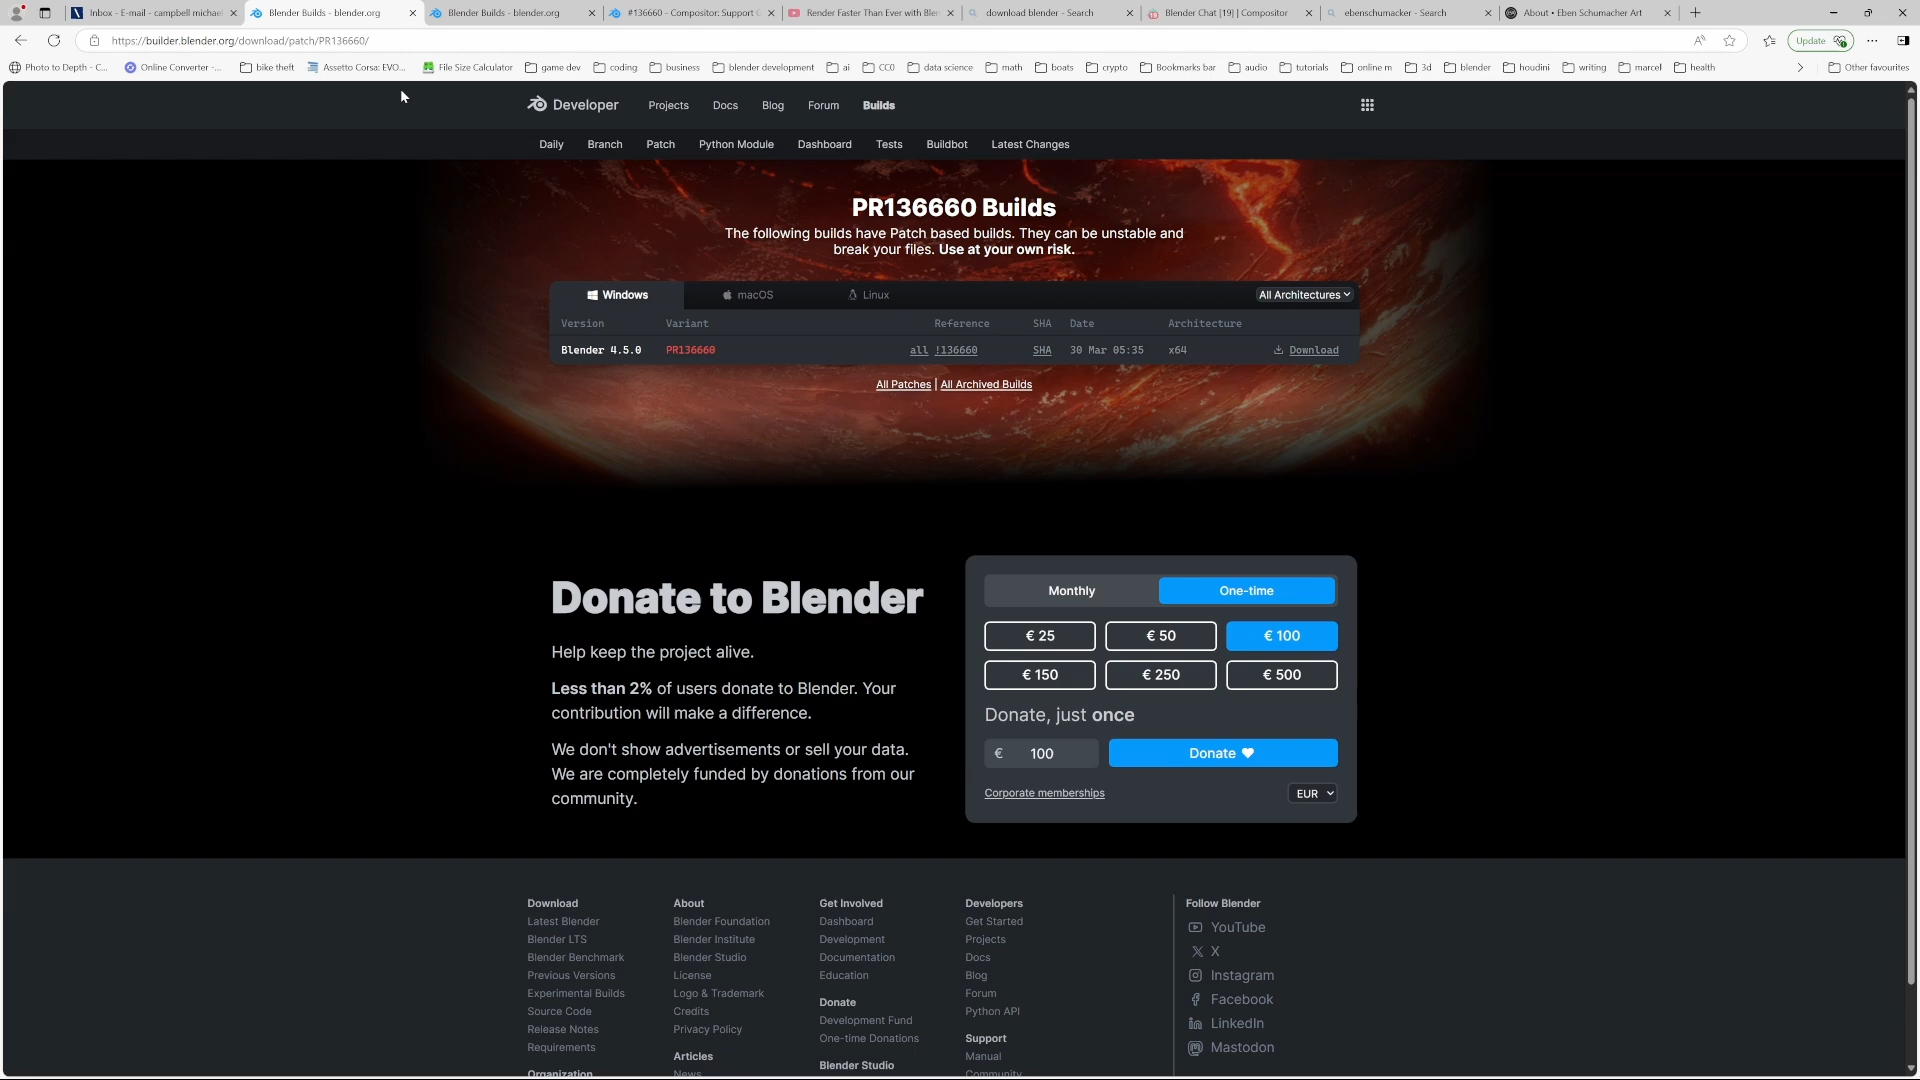 Inbox - E-mail - campbell michae
Blender Builds - blender.org
Blender Builds - blender.org
#136660 - Compositor: Support G
Render Faster Than Ever with Blen
download blender - Search
Blender Chat [19] | Compositor
ebenschumacker - Search
About • Eben Schumacher Art
https://builder.blender.org/download/patch/PR136660/
Update
Photo to Depth - C...
Online Converter -...
bike theft
Assetto Corsa: EVO...
File Size Calculator
game dev
coding
business
blender development
ai
CC0
data science
math
boats
crypto
Bookmarks bar
audio
tutorials
online m
3d
blender
houdini
writing
marcel
health
Other favourites
Developer
Projects
Docs
Blog
Forum
Builds
Daily
Branch
Patch
Python Module
Dashboard
Tests
Buildbot
Latest Changes
PR136660 Builds
The following builds have Patch based builds. They can be unstable and
break your files. Use at your own risk.
Windows
macOS
Linux
All Architectures
Version Variant Reference SHA Date Architecture
Blender 4.5.0 PR136660 all !136660 SHA 30 Mar 05:35 x64 Download
All Patches | All Archived Builds
Donate to Blender
Help keep the project alive.
Less than 2% of users donate to Blender. Your
contribution will make a difference.
We don't show advertisements or sell your data.
We are completely funded by donations from our
community.
Monthly
One-time
€ 25
€ 50
€ 100
€ 150
€ 250
€ 500
Donate, just once
€ 100
Donate
Corporate memberships
EUR
Download
Latest Blender
Blender LTS
Blender Benchmark
Previous Versions
Experimental Builds
Source Code
Release Notes
Requirements
Organization
About
Blender Foundation
Blender Institute
Blender Studio
License
Logo & Trademark
Credits
Privacy Policy
Articles
News
Get Involved
Dashboard
Development
Documentation
Education
Donate
Development Fund
One-time Donations
Blender Studio
Developers
Get Started
Projects
Docs
Blog
Forum
Python API
Support
Manual
Community
Follow Blender
YouTube
X
Instagram
Facebook
LinkedIn
Mastodon